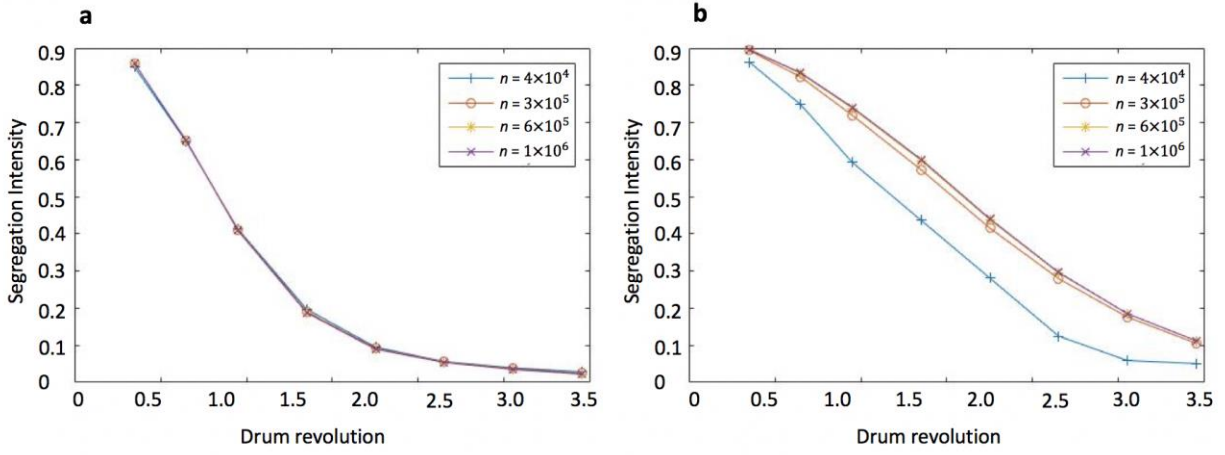 a
0.9
0.8
0.7
0.6
0.5
0.4
0.3
0.2
0.1
0
Segregation Intensity
0 0.5 1.0 1.5 2.0 2.5 3.0 3.5
Drum revolution
n = 4×10⁴
n = 3×10⁵
n = 6×10⁵
n = 1×10⁶
b
0.9
0.8
0.7
0.6
0.5
0.4
0.3
0.2
0.1
0
Segregation Intensity
0 0.5 1.0 1.5 2.0 2.5 3.0 3.5
Drum revolution
n = 4×10⁴
n = 3×10⁵
n = 6×10⁵
n = 1×10⁶